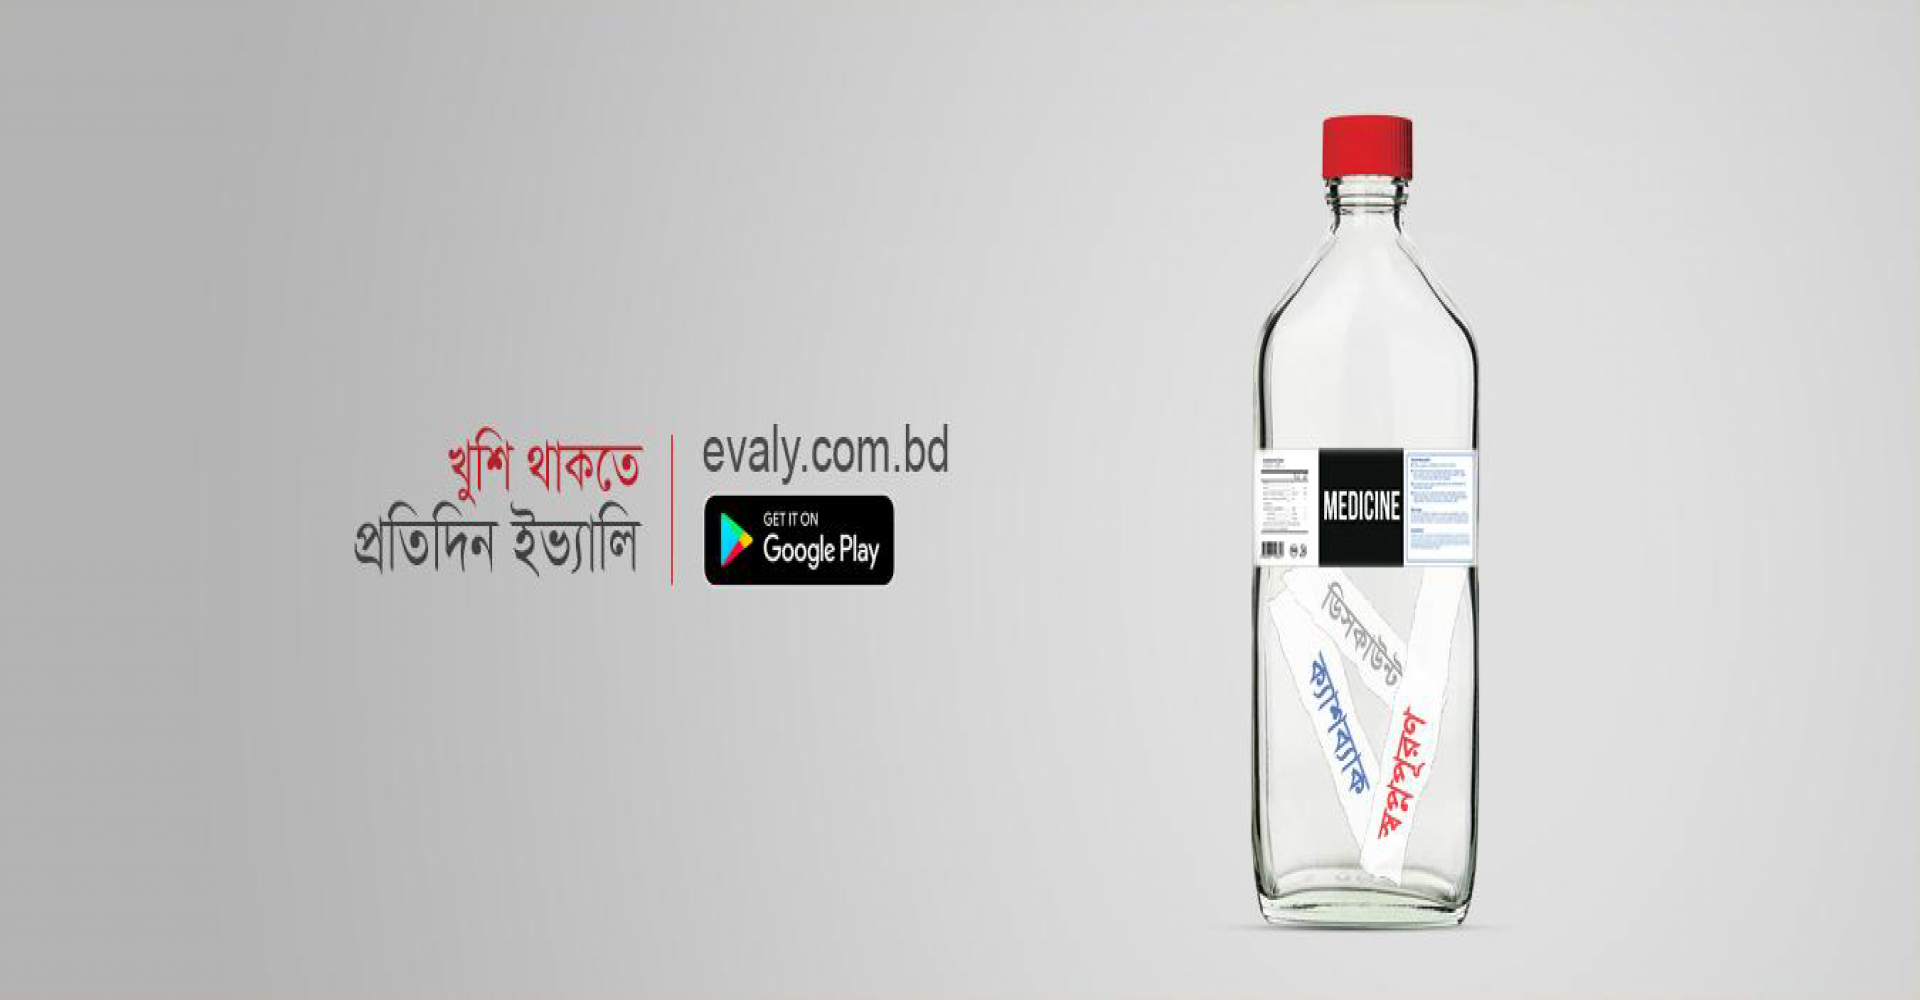 খুশি থাকতে
প্রতিদিন ইভ্যালি
evaly.com.bd
GET IT ON
Google Play
MEDICINE
ডিসকাউন্ট
ক্যাশব্যাক
স্বপ্নপূরণ